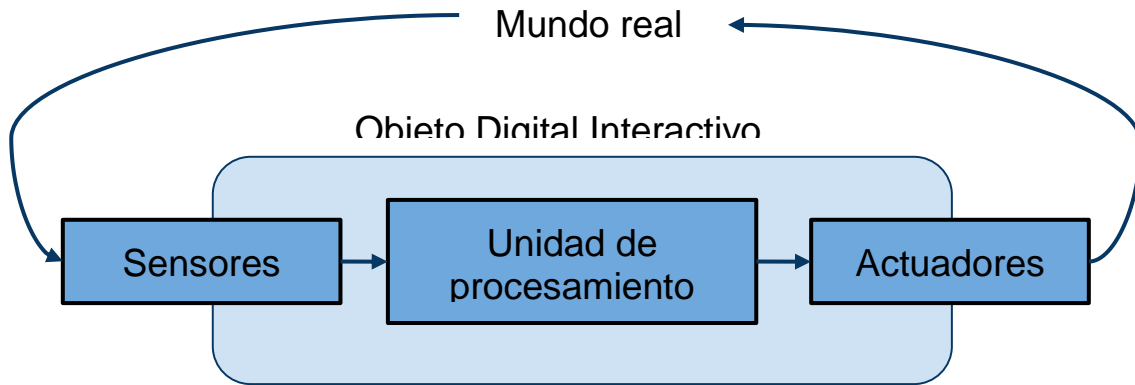 Mundo real
Objeto Digital Interactivo
Sensores
Unidad de
procesamiento
Actuadores